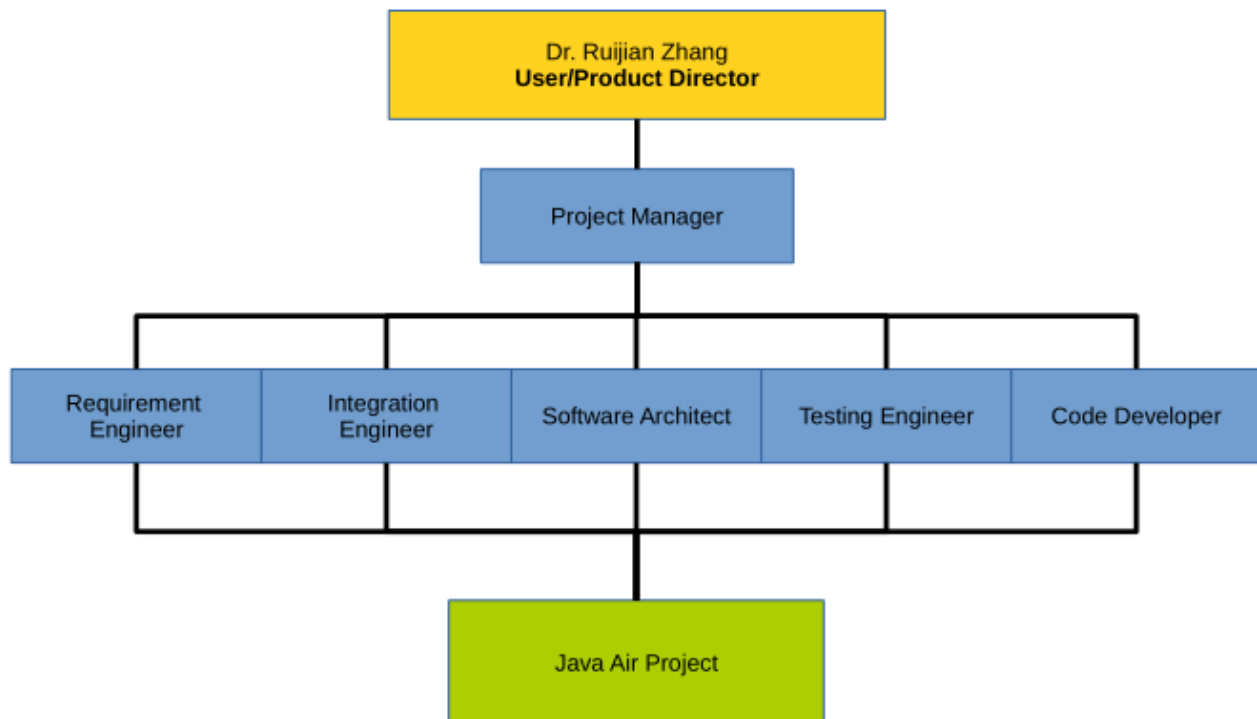 Dr. Ruijian Zhang
User/Product Director
Project Manager
Requirement
Engineer
Integration
Engineer
Software Architect
Testing Engineer
Code Developer
Java Air Project